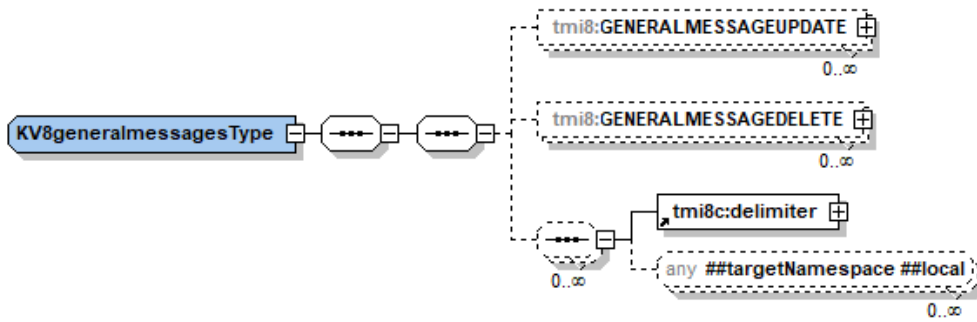 tmi8:GENERALMESSAGEUPDATE
0..∞
KV8generalmessagesType
tmi8:GENERALMESSAGEDELETE
0..∞
tmi8c:delimiter
0..∞
any ##targetNamespace ##local
0..∞